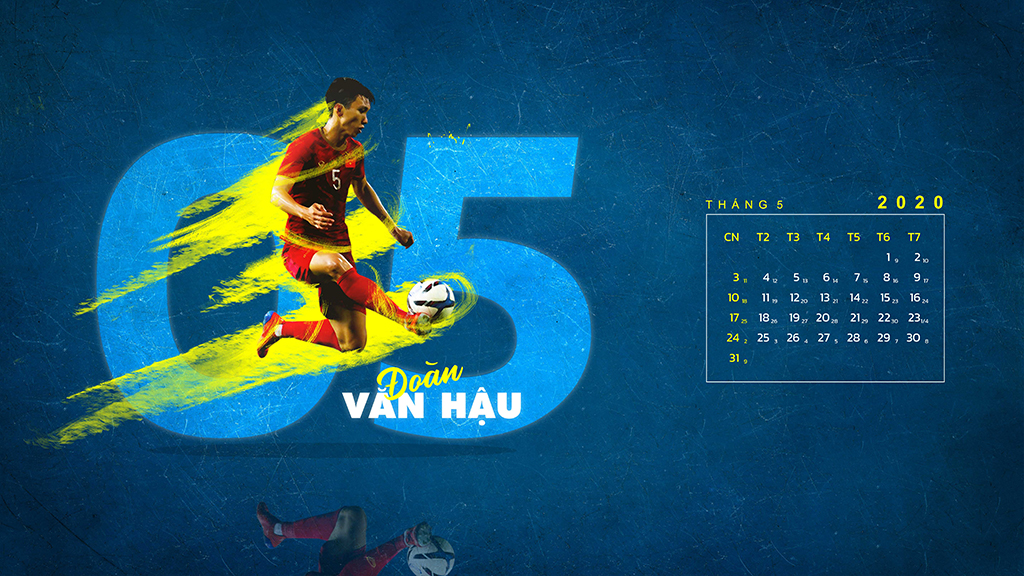 05
5
Đoàn
VĂN HẬU
THÁNG 5 2020
CN T2 T3 T4 T5 T6 T7
1 9 2 10
3 11 4 12 5 13 6 14 7 15 8 16 9 17
10 18 11 19 12 20 13 21 14 22 15 23 16 24
17 25 18 26 19 27 20 28 21 29 22 30 23 1/4
24 2 25 3 26 4 27 5 28 6 29 7 30 8
31 9